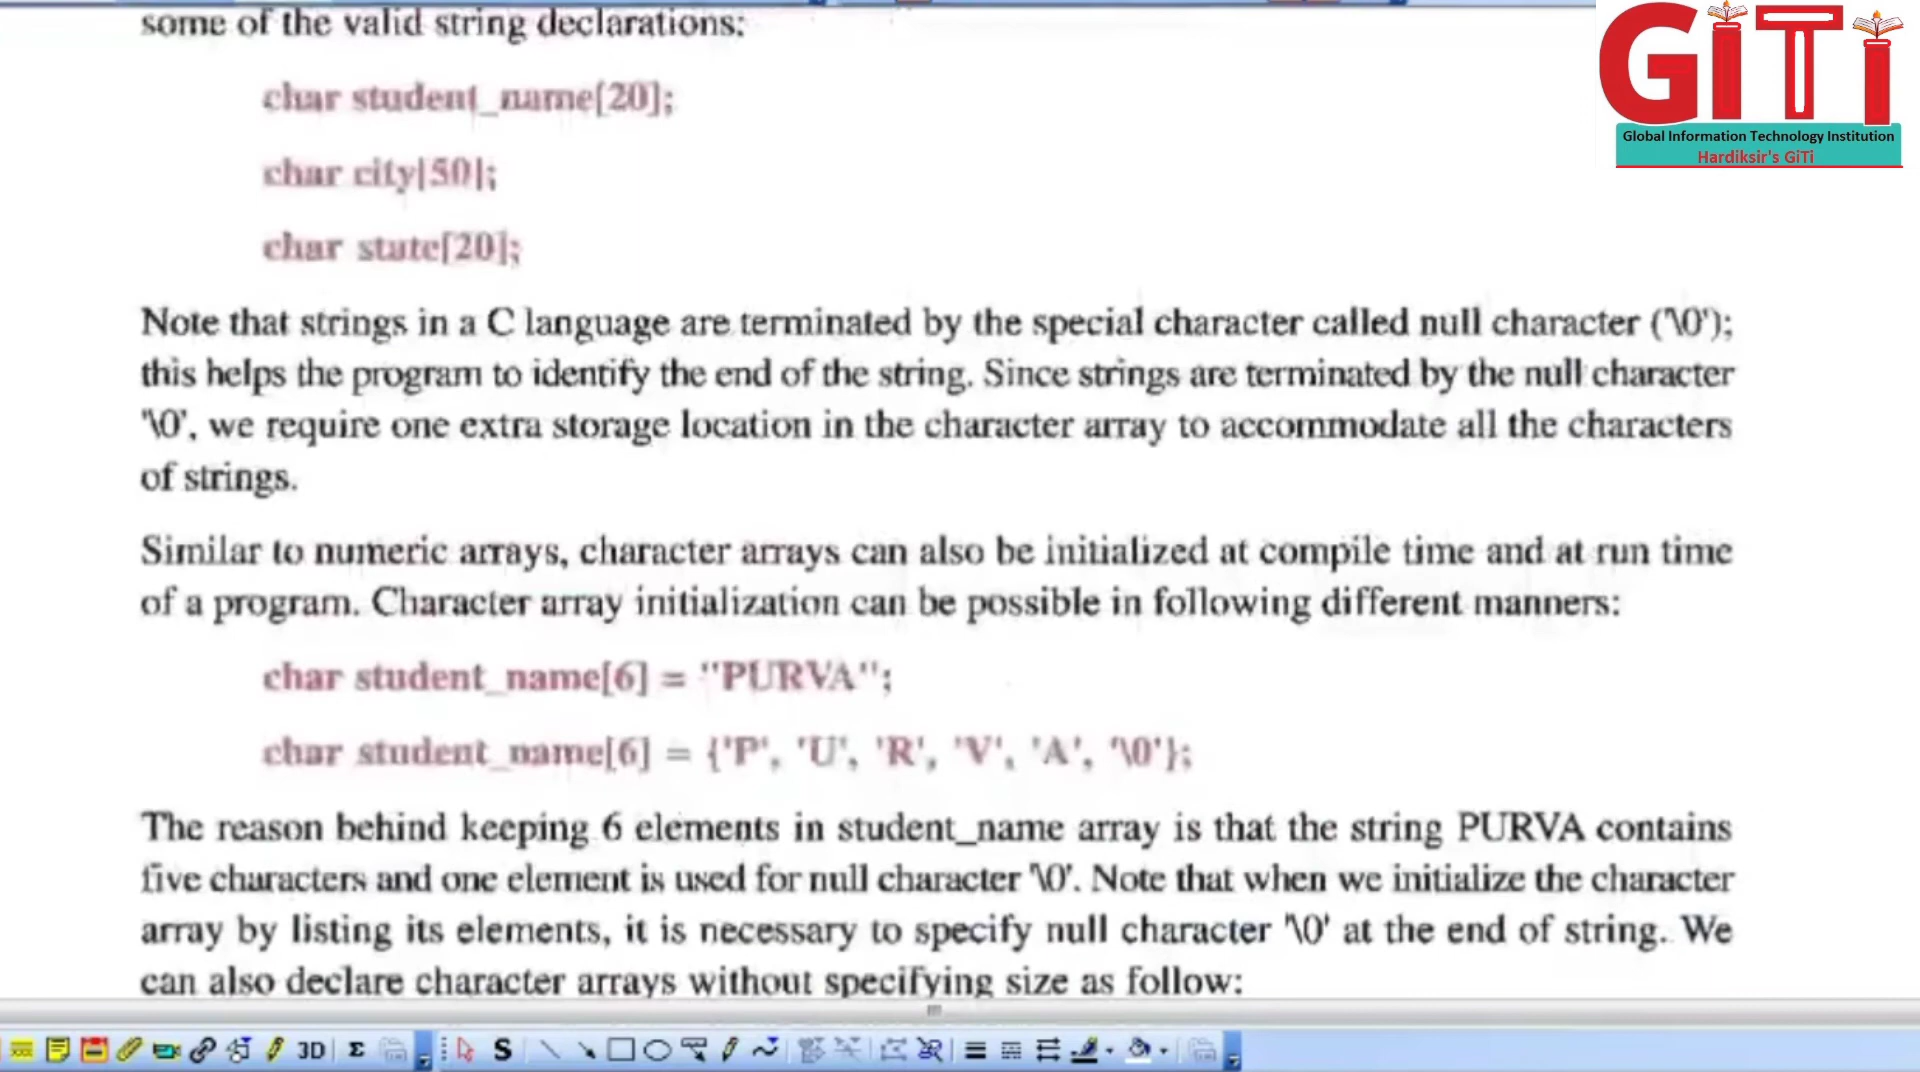 some of the valid string declarations:
char student_name[20];
char city[50];
char state[20];
Note that strings in a C language are terminated by the special character called null character ('\0');
this helps the program to identify the end of the string. Since strings are terminated by the null character
'\0', we require one extra storage location in the character array to accommodate all the characters
of strings.
Similar to numeric arrays, character arrays can also be initialized at compile time and at run time
of a program. Character array initialization can be possible in following different manners:
char student_name[6] = "PURVA";
char student_name[6] = {'P', 'U', 'R', 'V', 'A', '\0'};
The reason behind keeping 6 elements in student_name array is that the string PURVA contains
five characters and one element is used for null character '\0'. Note that when we initialize the character
array by listing its elements, it is necessary to specify null character '\0' at the end of string. We
can also declare character arrays without specifying size as follow:
GiTi
Global Information Technology Institution
Hardiksir's GiTi
3D Σ S